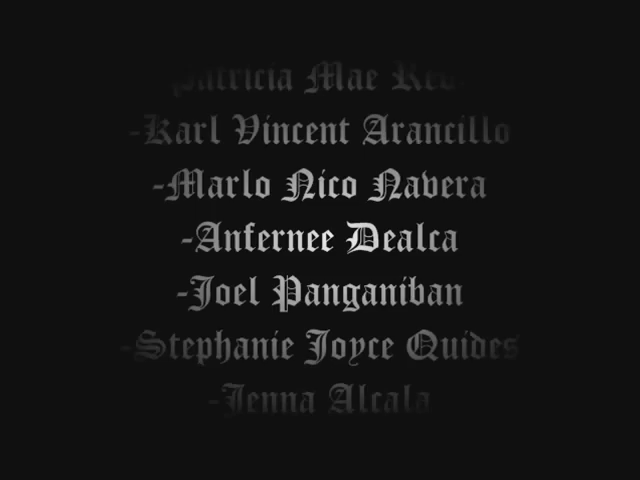 Patricia Mae
-Karl Vincent Arancillo
-Marlo Nico Navera
-Anfernee Dealca
-Joel Panganiban
-Stephanie Joyce Quides
-Jenna Alcala